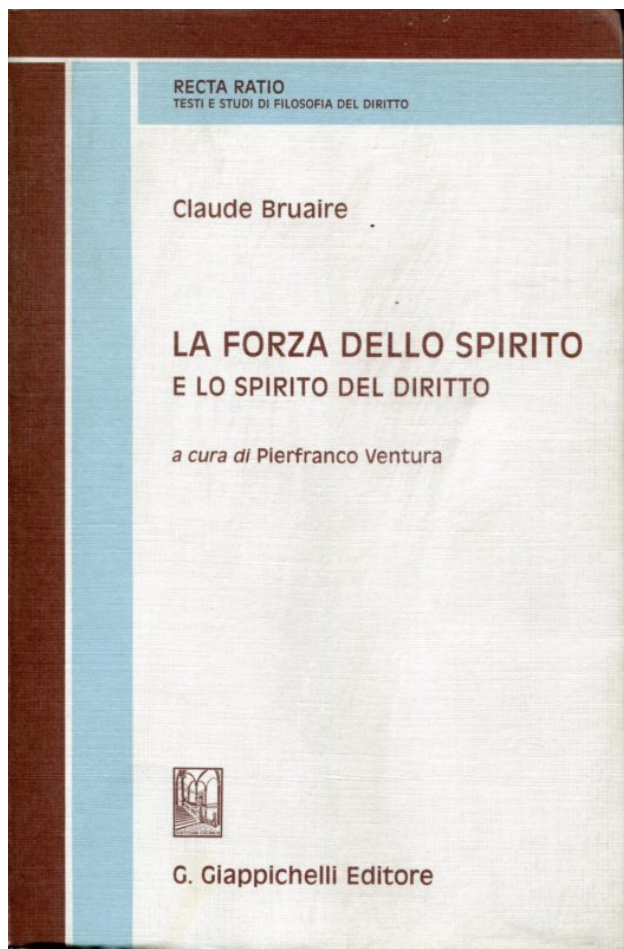 RECTA RATIO
TESTI E STUDI DI FILOSOFIA DEL DIRITTO
Claude Bruaire
LA FORZA DELLO SPIRITO
E LO SPIRITO DEL DIRITTO
a cura di Pierfranco Ventura
G. Giappichelli Editore